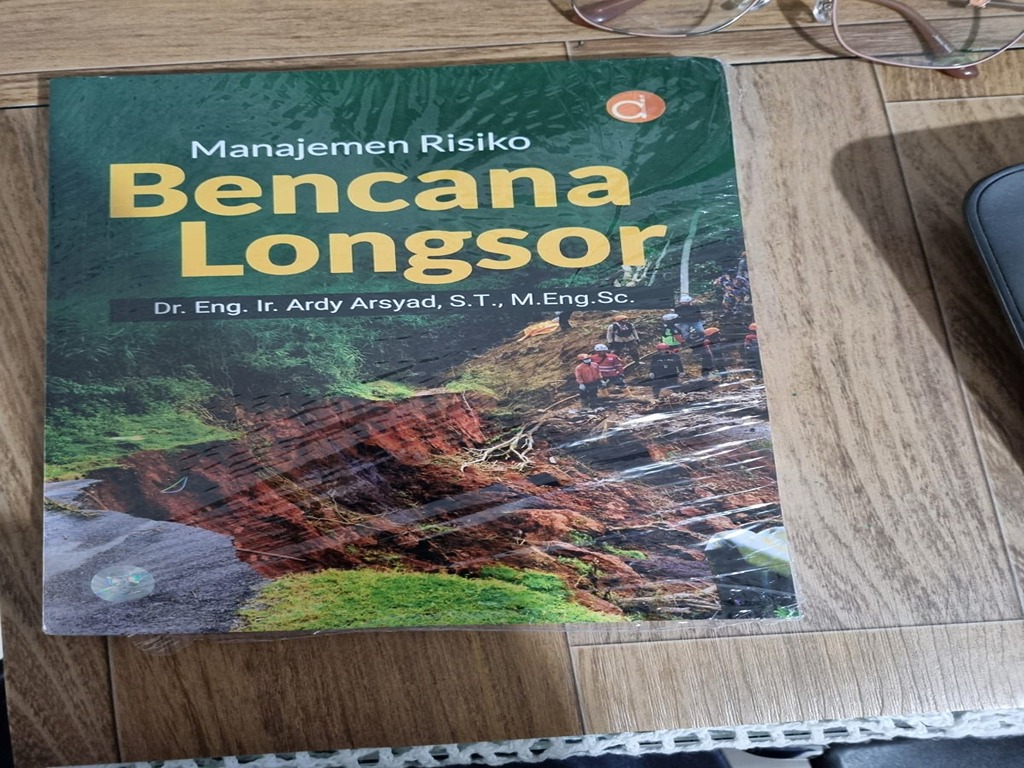 Manajemen Risiko
Bencana
Longsor
Dr. Eng. Ir. Ardy Arsyad, S.T., M.Eng.Sc.